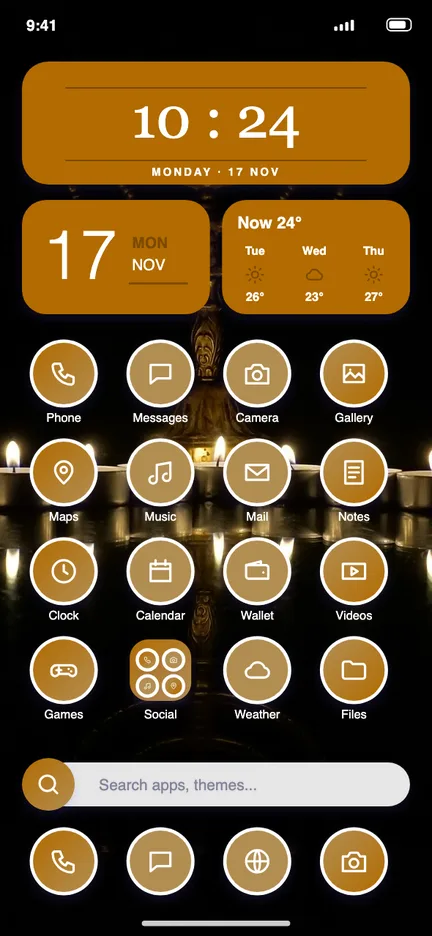 9:41
10 : 24
MONDAY · 17 NOV
17
MON
NOV
Now 24°
Tue Wed Thu
26° 23° 27°
Phone Messages Camera Gallery
Maps Music Mail Notes
Clock Calendar Wallet Videos
Games Social Weather Files
Search apps, themes...